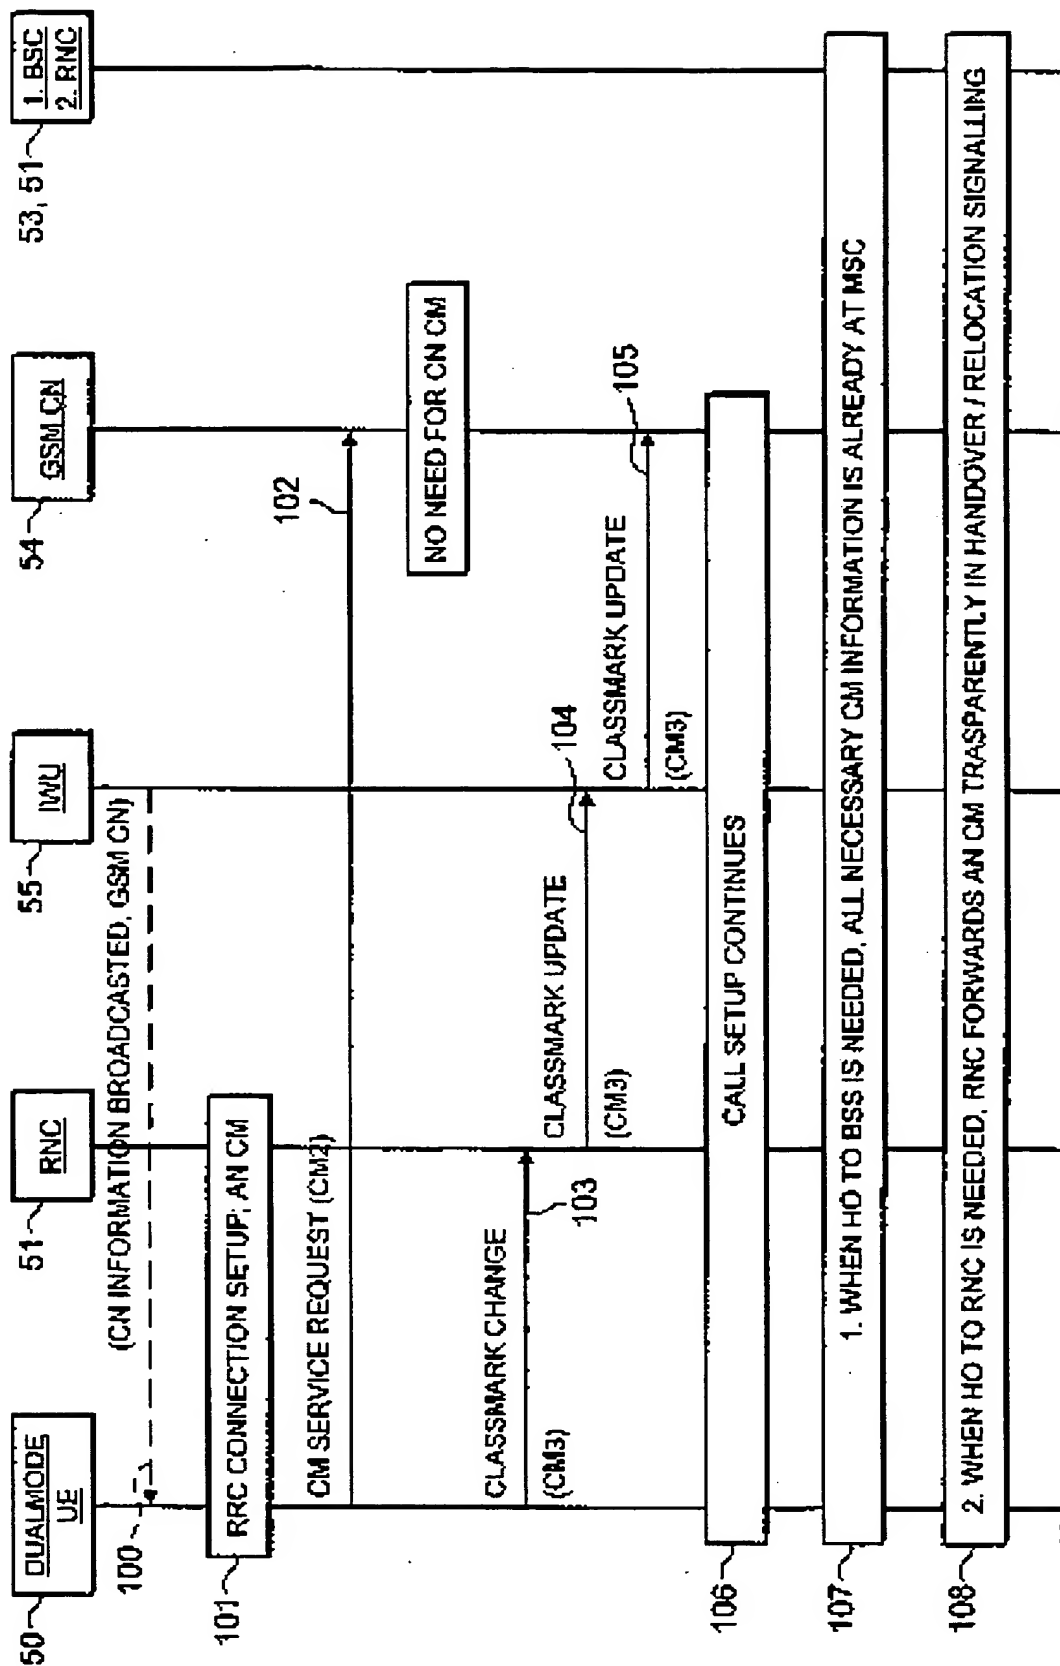 50
DUALMODE
UE
51
RNC
55
IWU
54
GSM CN
53, 51
1. BSC
2. RNC
100
(CN INFORMATION BROADCASTED, GSM CN)
101
RRC CONNECTION SETUP; AN CM
CM SERVICE REQUEST (CM2)
102
NO NEED FOR CN CM
CLASSMARK CHANGE
(CM3)
103
CLASSMARK UPDATE
(CM3)
104
CLASSMARK UPDATE
(CM3)
105
106
CALL SETUP CONTINUES
107
1. WHEN HO TO BSS IS NEEDED, ALL NECESSARY CM INFORMATION IS ALREADY AT MSC
108
2. WHEN HO TO RNC IS NEEDED, RNC FORWARDS AN CM TRASPARENTLY IN HANDOVER / RELOCATION SIGNALLING